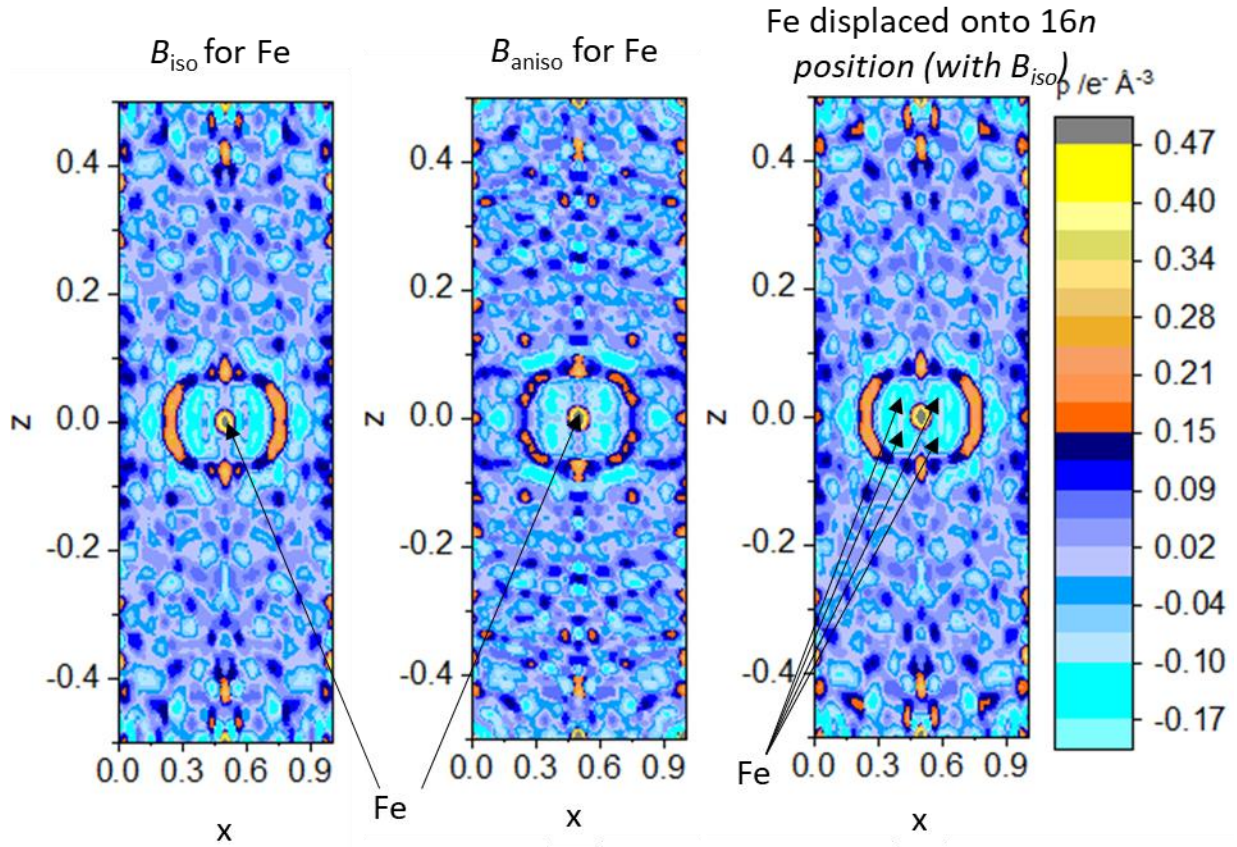 B_iso for Fe
B_aniso for Fe
Fe displaced onto 16n
position (with B_iso)
ρ /e⁻ Å⁻³
0.4
0.2
0.0
-0.2
-0.4
z
0.0 0.3 0.6 0.9
x
0.4
0.2
0.0
-0.2
-0.4
z
0.0 0.3 0.6 0.9
x
0.4
0.2
0.0
-0.2
-0.4
z
0.0 0.3 0.6 0.9
x
0.47
0.40
0.34
0.28
0.21
0.15
0.09
0.02
-0.04
-0.10
-0.17
Fe
Fe